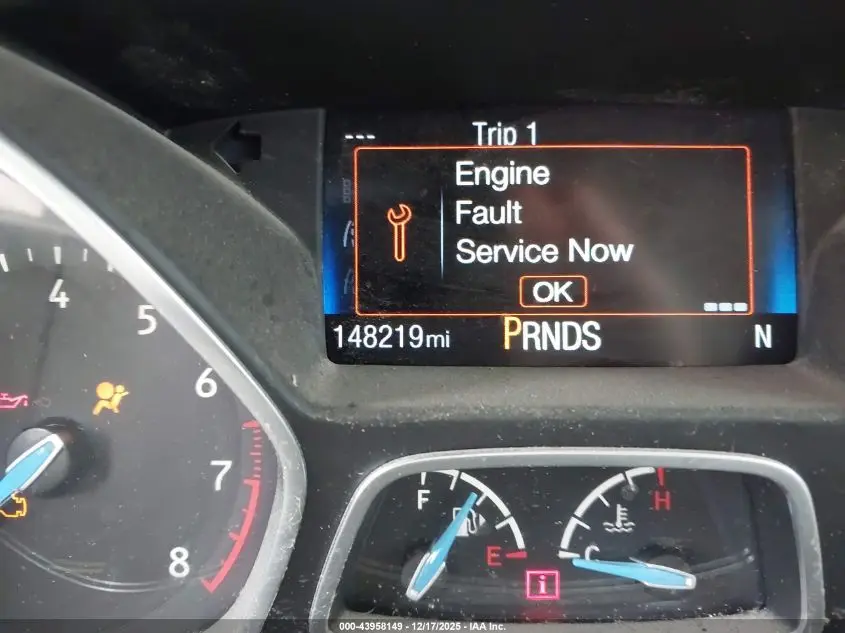 --- Trip 1
Engine
Fault
Service Now
OK
148219mi PRNDS N
4
5
6
7
8
F
E
H
C
i
000-43958149 - 12/17/2025 - IAA Inc.